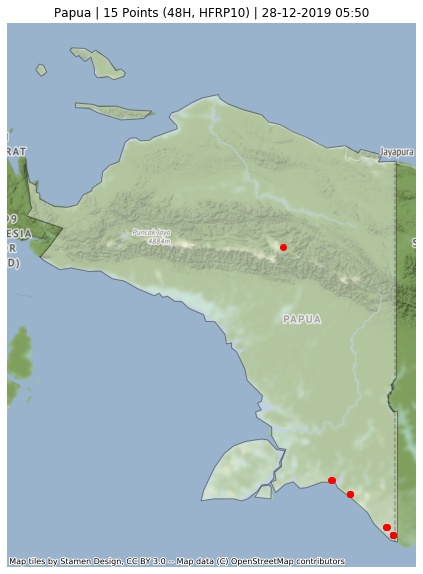 Papua | 15 Points (48H, HFRP10) | 28-12-2019 05:50
Jayapura
RAT
99
ESIA
R
D)
Puncak Jaya
4884m
S
PAPUA
Map tiles by Stamen Design, CC BY 3.0 -- Map data (C) OpenStreetMap contributors